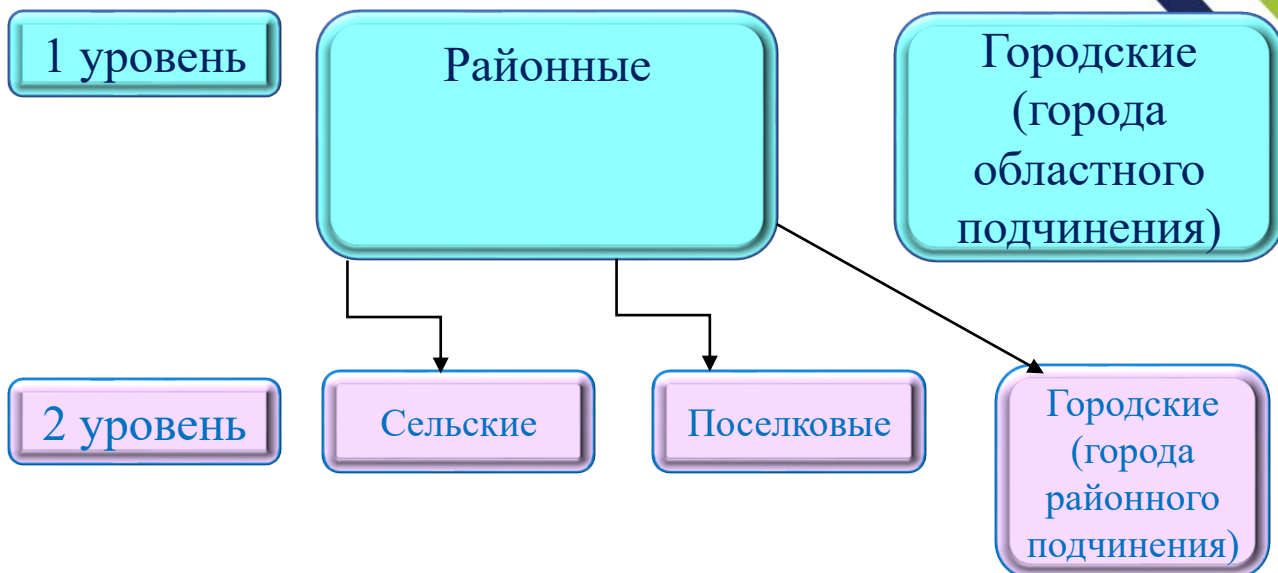 1 уровень
Районные
Городские
(города
областного
подчинения)
2 уровень
Сельские
Поселковые
Городские
(города
районного
подчинения)